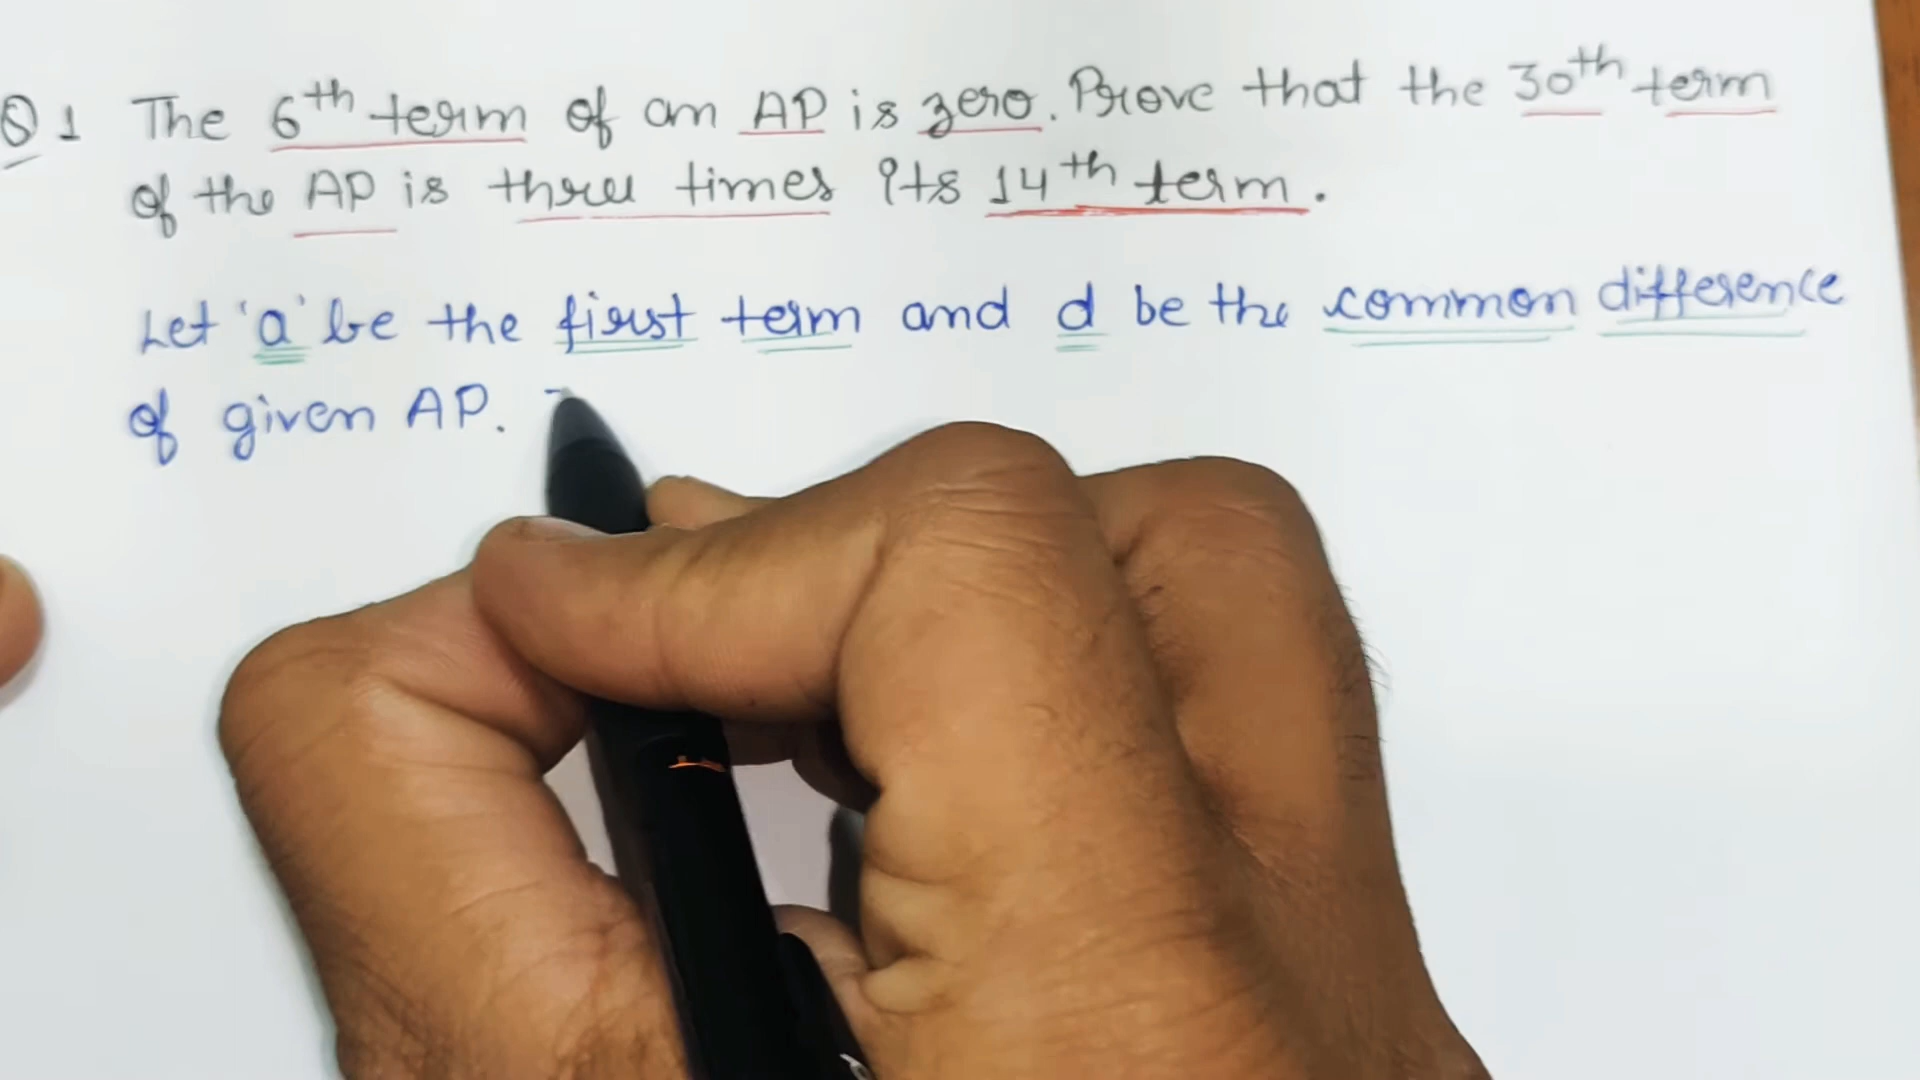 Q1 The 6th term of an AP is zero. Prove that the 30th term
of the AP is three times its 14th term.
Let 'a' be the first term and d be the common difference
of given AP.